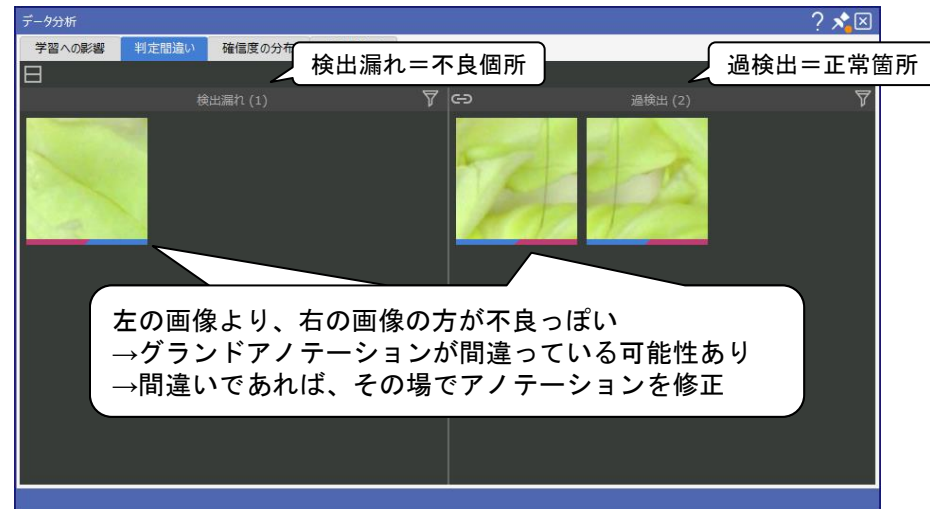 データ分析
?
学習への影響 判定間違い 確信度の分布
検出漏れ＝不良個所
過検出＝正常箇所
検出漏れ (1)
過検出 (2)
左の画像より、右の画像の方が不良っぽい
→グランドアノテーションが間違っている可能性あり
→間違いであれば、その場でアノテーションを修正